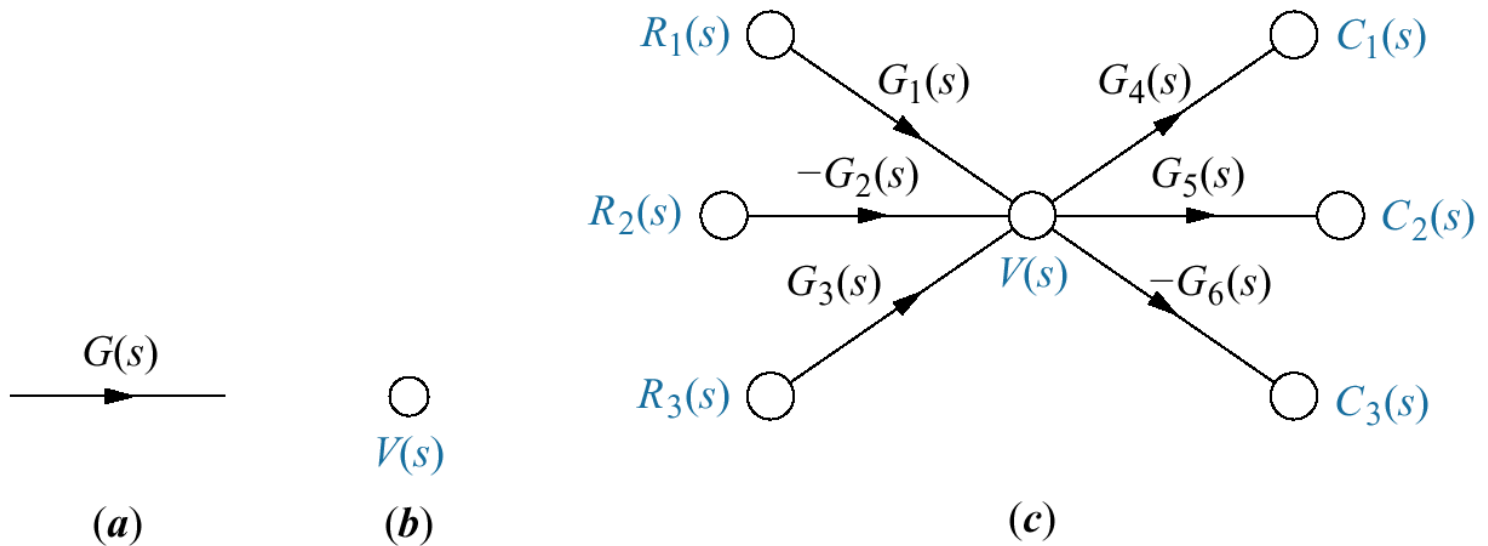 R₁(s) C₁(s)
G₁(s) G₄(s)
−G₂(s) G₅(s)
R₂(s) C₂(s)
V(s)
G₃(s) −G₆(s)
G(s)
R₃(s) C₃(s)
V(s)
(a) (b) (c)